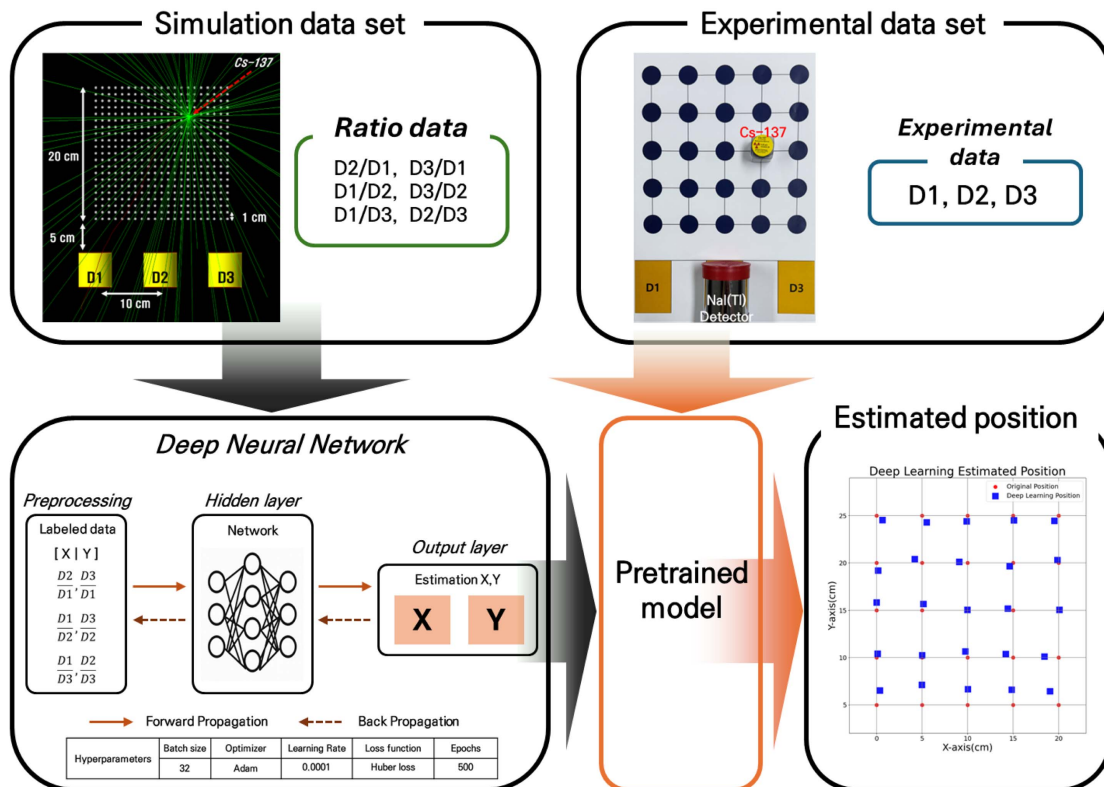 Simulation data set
Cs-137
20 cm
1 cm
5 cm
D1 D2 D3
10 cm
Ratio data
D2/D1, D3/D1
D1/D2, D3/D2
D1/D3, D2/D3
Experimental data set
Cs-137
D1
D3
NaI(Tl)
Detector
Experimental
data
D1, D2, D3
Deep Neural Network
Preprocessing
Labeled data
[ X | Y ]
D2/D1, D3/D1
D1/D2, D3/D2
D1/D3, D2/D3
Hidden layer
Network
Output layer
Estimation X,Y
X Y
Forward Propagation
Back Propagation
Hyperparameters
Batch size Optimizer Learning Rate Loss function Epochs
32 Adam 0.0001 Huber loss 500
Pretrained
model
Estimated position
Deep Learning Estimated Position
Original Position
Deep Learning Position
Y-axis(cm)
25
20
15
10
5
0 5 10 15 20
X-axis(cm)